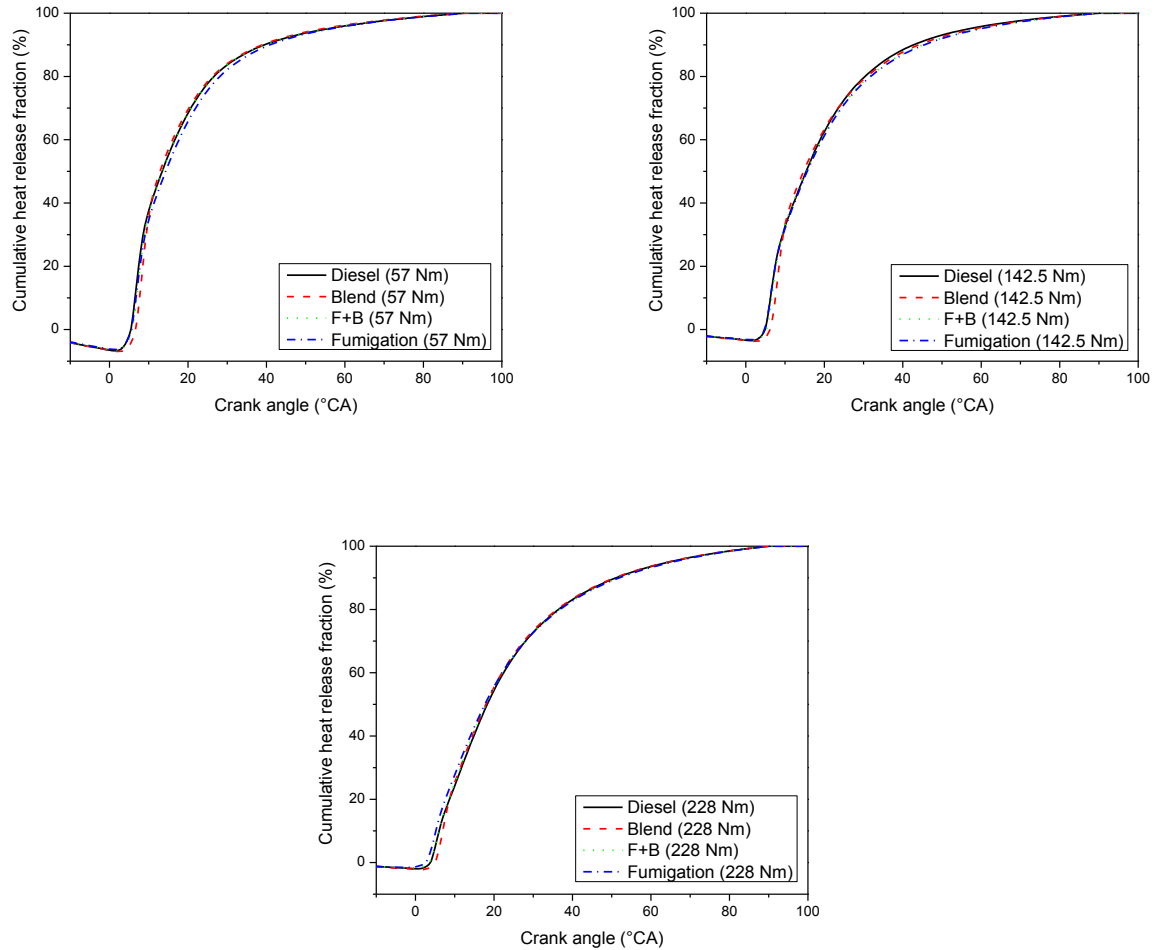 Cumulative heat release fraction (%)
100
80
60
40
20
0
Diesel (57 Nm)
Blend (57 Nm)
F+B (57 Nm)
Fumigation (57 Nm)
0 20 40 60 80 100
Crank angle (°CA)
Cumulative heat release fraction (%)
100
80
60
40
20
0
Diesel (142.5 Nm)
Blend (142.5 Nm)
F+B (142.5 Nm)
Fumigation (142.5 Nm)
0 20 40 60 80 100
Crank angle (°CA)
Cumulative heat release fraction (%)
100
80
60
40
20
0
Diesel (228 Nm)
Blend (228 Nm)
F+B (228 Nm)
Fumigation (228 Nm)
0 20 40 60 80 100
Crank angle (°CA)